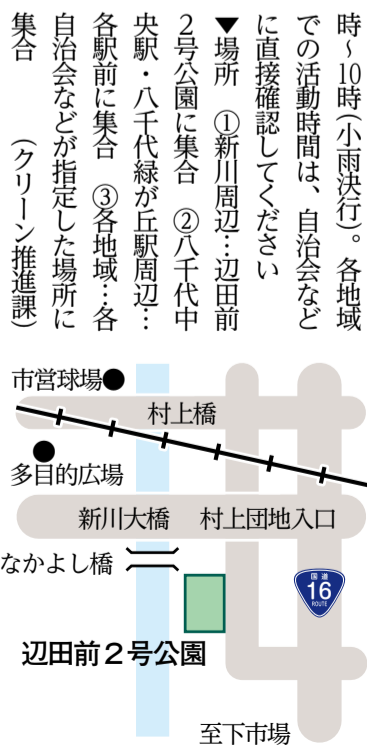 時～10時(小雨決行)。各地域
での活動時間は、自治会など
に直接確認してください
▼場所　①新川周辺…辺田前
2号公園に集合　②八千代中
央駅・八千代緑が丘駅周辺…
各駅前に集合　③各地域…各
自治会などが指定した場所に
集合　　(クリーン推進課)
市営球場
村上橋
多目的広場
新川大橋
村上団地入口
なかよし橋
国道
16
ROUTE
辺田前２号公園
至下市場